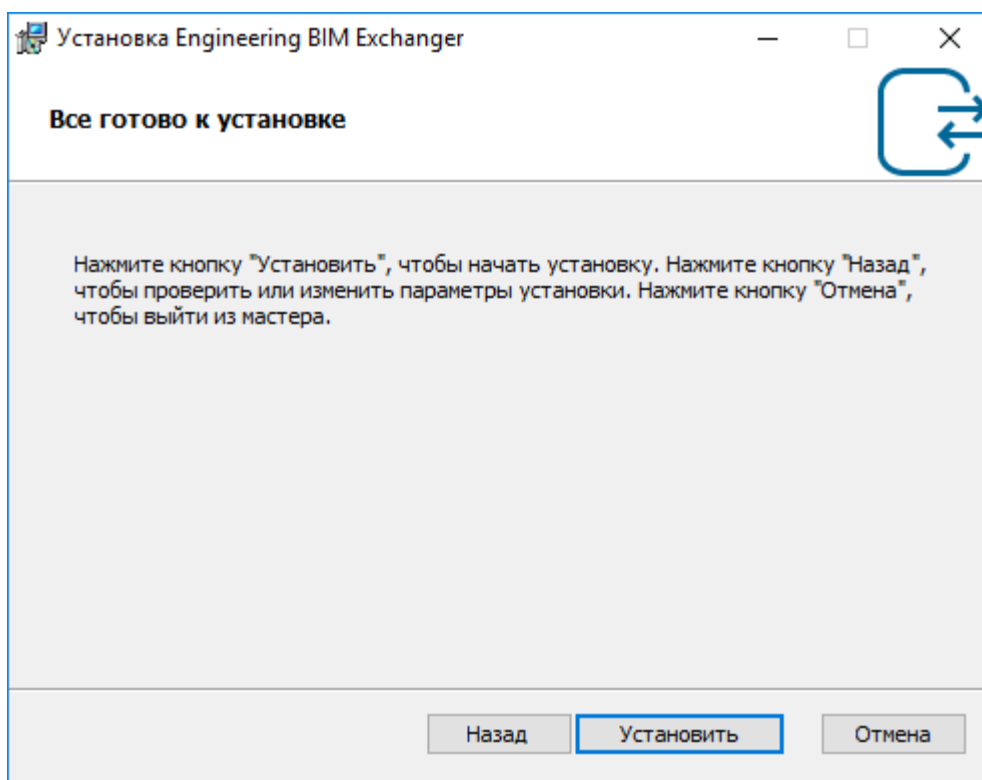 Установка Engineering BIM Exchanger
Все готово к установке
Нажмите кнопку "Установить", чтобы начать установку. Нажмите кнопку "Назад",
чтобы проверить или изменить параметры установки. Нажмите кнопку "Отмена",
чтобы выйти из мастера.
Назад
Установить
Отмена